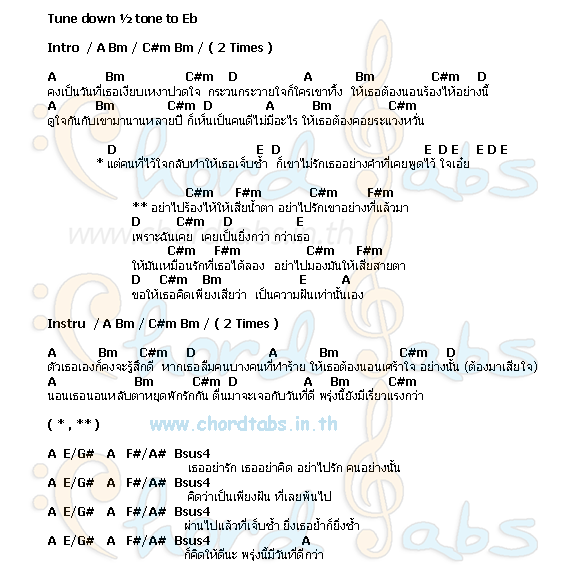 Tune down ½ tone to Eb
Intro / A Bm / C#m Bm / ( 2 Times )
A Bm C#m D A Bm C#m D
คงเป็นวันที่เธอเงียบเหงาปวดใจ กระวนกระวายใจก็ใครเขาทิ้ง ให้เธอต้องนอนร้องไห้อย่างนี้
A Bm C#m D A Bm C#m
ดูใจกันกับเขามานานหลายปี ก็เห็นเป็นคนดีไม่มีอะไร ให้เธอต้องคอยระแวงหวั่น
D E D E D E E D E
* แต่คนที่ไว้ใจกลับทำให้เธอเจ็บช้ำ ก็เขาไม่รักเธออย่างคำที่เคยพูดไว้ ใจเอ๋ย
C#m F#m C#m F#m
** อย่าไปร้องไห้ให้เสียน้ำตา อย่าไปรักเขาอย่างที่แล้วมา
D C#m D E
เพราะฉันเคย เคยเป็นยิ่งกว่า กว่าเธอ
C#m F#m C#m F#m
ให้มันเหมือนรักที่เธอได้ลอง อย่าไปมองมันให้เสียสายตา
D C#m Bm E A
ขอให้เธอคิดเพียงเสียว่า เป็นความฝันเท่านั้นเอง
Instru / A Bm / C#m Bm / ( 2 Times )
A Bm C#m D A Bm C#m D
ตัวเธอเองก็คงจะรู้สึกดี หากเธอลืมคนบางคนที่ทำร้าย ให้เธอต้องนอนเศร้าใจ อย่างนั้น (ต้องมาเสียใจ)
A Bm C#m D A Bm C#m
นอนเธอนอนหลับตาหยุดพักรักกัน ตื่นมาจะเจอกับวันที่ดี พรุ่งนี้ยังมีเรี่ยวแรงกว่า
( * , ** )
www.chordtabs.in.th
A E/G# A F#/A# Bsus4
เธออย่ารัก เธออย่าคิด อย่าไปรัก คนอย่างนั้น
A E/G# A F#/A# Bsus4
คิดว่าเป็นเพียงฝัน ที่เลยพ้นไป
A E/G# A F#/A# Bsus4
ผ่านไปแล้วที่เจ็บช้ำ ยิ่งเธอย้ำก็ยิ่งช้ำ
A E/G# A F#/A# Bsus4 A
ก็คิดให้ดีนะ พรุ่งนี้มีวันที่ดีกว่า